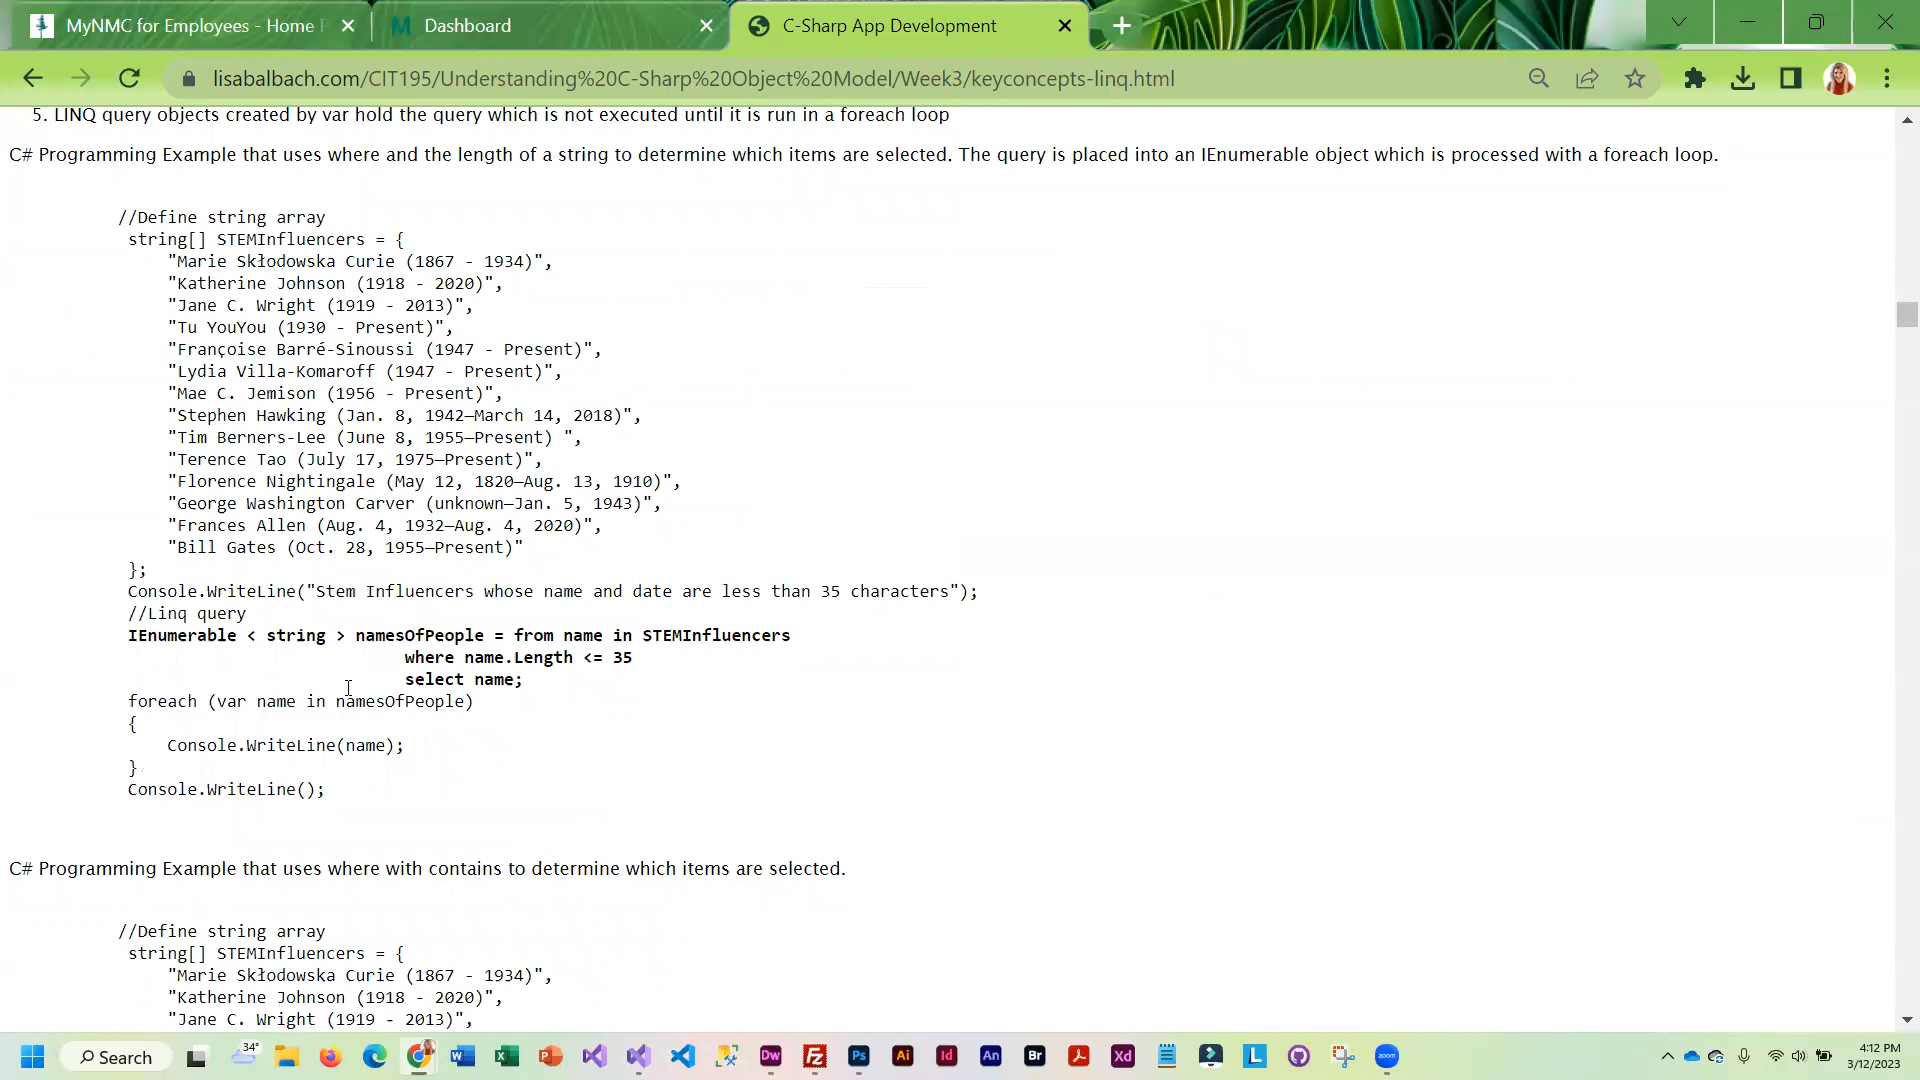 MyNMC for Employees - Home
Dashboard
C-Sharp App Development
lisabalbach.com/CIT195/Understanding%20C-Sharp%20Object%20Model/Week3/keyconcepts-linq.html
5. LINQ query objects created by var hold the query which is not executed until it is run in a foreach loop
C# Programming Example that uses where and the length of a string to determine which items are selected. The query is placed into an IEnumerable object which is processed with a foreach loop.
//Define string array
string[] STEMInfluencers = {
"Marie Skłodowska Curie (1867 - 1934)",
"Katherine Johnson (1918 - 2020)",
"Jane C. Wright (1919 - 2013)",
"Tu YouYou (1930 - Present)",
"Françoise Barré-Sinoussi (1947 - Present)",
"Lydia Villa-Komaroff (1947 - Present)",
"Mae C. Jemison (1956 - Present)",
"Stephen Hawking (Jan. 8, 1942—March 14, 2018)",
"Tim Berners-Lee (June 8, 1955—Present) ",
"Terence Tao (July 17, 1975—Present)",
"Florence Nightingale (May 12, 1820—Aug. 13, 1910)",
"George Washington Carver (unknown—Jan. 5, 1943)",
"Frances Allen (Aug. 4, 1932—Aug. 4, 2020)",
"Bill Gates (Oct. 28, 1955—Present)"
};
Console.WriteLine("Stem Influencers whose name and date are less than 35 characters");
//Linq query
IEnumerable < string > namesOfPeople = from name in STEMInfluencers
where name.Length <= 35
select name;
foreach (var name in namesOfPeople)
{
Console.WriteLine(name);
}
Console.WriteLine();
C# Programming Example that uses where with contains to determine which items are selected.
//Define string array
string[] STEMInfluencers = {
"Marie Skłodowska Curie (1867 - 1934)",
"Katherine Johnson (1918 - 2020)",
"Jane C. Wright (1919 - 2013)",
Search
34°
Dw
Fz
Ps
Ai
Id
An
Br
Xd
L
zoom
4:12 PM
3/12/2023